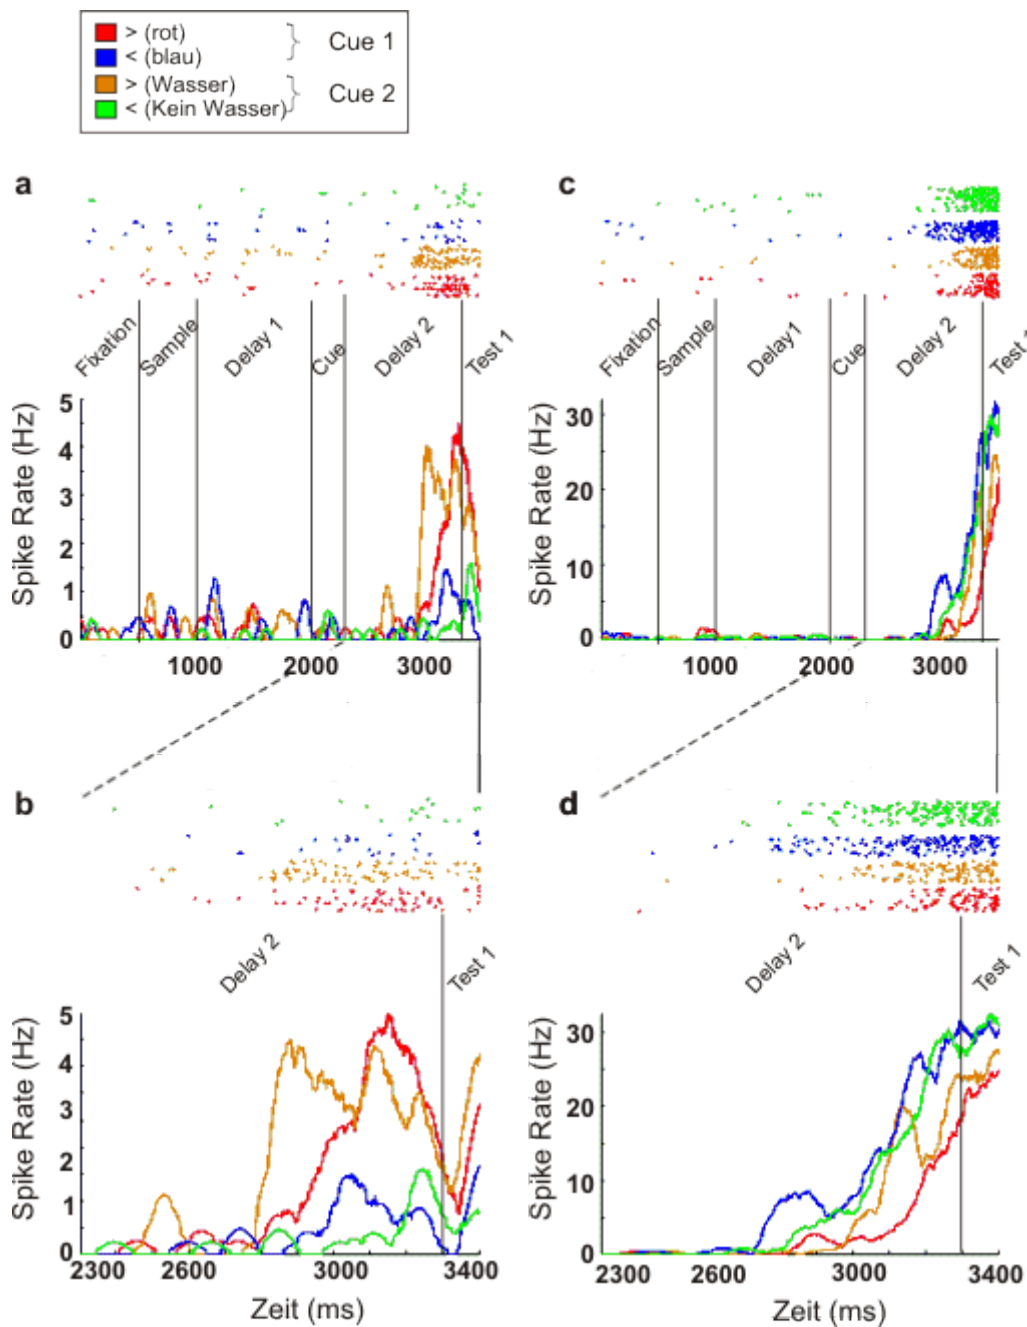 > (rot)
< (blau)
Cue 1
> (Wasser)
< (Kein Wasser)
Cue 2
a
Fixation
Sample
Delay 1
Cue
Delay 2
Test 1
Spike Rate (Hz)
5
4
3
2
1
0
1000 2000 3000
c
Fixation
Sample
Delay1
Cue
Delay 2
Test 1
Spike Rate (Hz)
30
20
10
0
1000 2000 3000
b
Delay 2
Test 1
Spike Rate (Hz)
5
4
3
2
1
0
2300 2600 3000 3400
Zeit (ms)
d
Delay 2
Test 1
Spike Rate (Hz)
30
20
10
0
2300 2600 3000 3400
Zeit (ms)